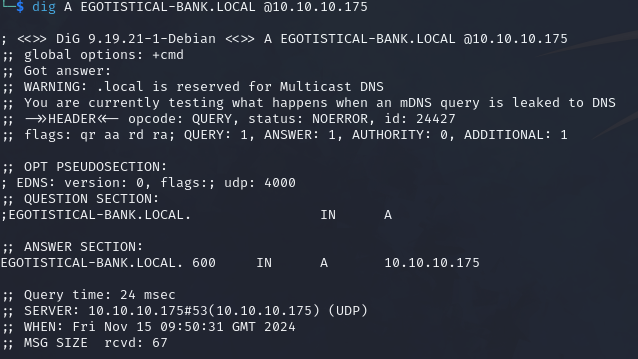 └─$ dig A EGOTISTICAL-BANK.LOCAL @10.10.10.175
; <<>> DiG 9.19.21-1-Debian <<>> A EGOTISTICAL-BANK.LOCAL @10.10.10.175
;; global options: +cmd
;; Got answer:
;; WARNING: .local is reserved for Multicast DNS
;; You are currently testing what happens when an mDNS query is leaked to DNS
;; ->>HEADER<<- opcode: QUERY, status: NOERROR, id: 24427
;; flags: qr aa rd ra; QUERY: 1, ANSWER: 1, AUTHORITY: 0, ADDITIONAL: 1
;; OPT PSEUDOSECTION:
; EDNS: version: 0, flags:; udp: 4000
;; QUESTION SECTION:
;EGOTISTICAL-BANK.LOCAL. IN A
;; ANSWER SECTION:
EGOTISTICAL-BANK.LOCAL. 600 IN A 10.10.10.175
;; Query time: 24 msec
;; SERVER: 10.10.10.175#53(10.10.10.175) (UDP)
;; WHEN: Fri Nov 15 09:50:31 GMT 2024
;; MSG SIZE rcvd: 67